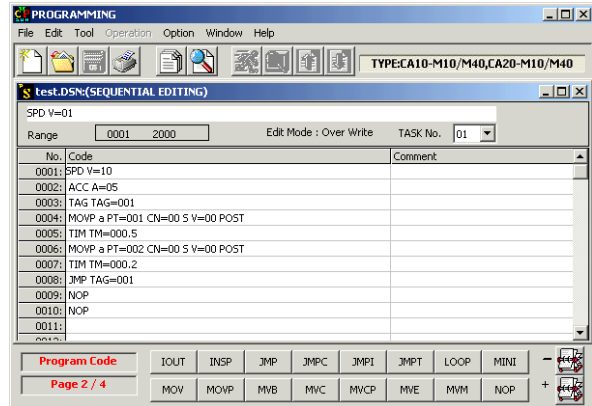 PROGRAMMING
File Edit Tool Operation Option Window Help
TYPE:CA10-M10/M40,CA20-M10/M40
test.DSN:(SEQUENTIAL EDITING)
SPD V=01
Range 0001 2000 Edit Mode : Over Write TASK No. 01
No. Code Comment
0001: SPD V=10
0002: ACC A=05
0003: TAG TAG=001
0004: MOVP a PT=001 CN=00 S V=00 POST
0005: TIM TM=000.5
0006: MOVP a PT=002 CN=00 S V=00 POST
0007: TIM TM=000.2
0008: JMP TAG=001
0009: NOP
0010: NOP
0011:
0012:
Program Code IOUT INSP JMP JMPC JMPI JMPT LOOP MINI -
Page 2 / 4 MOV MOVP MVB MVC MVCP MVE MVM NOP +